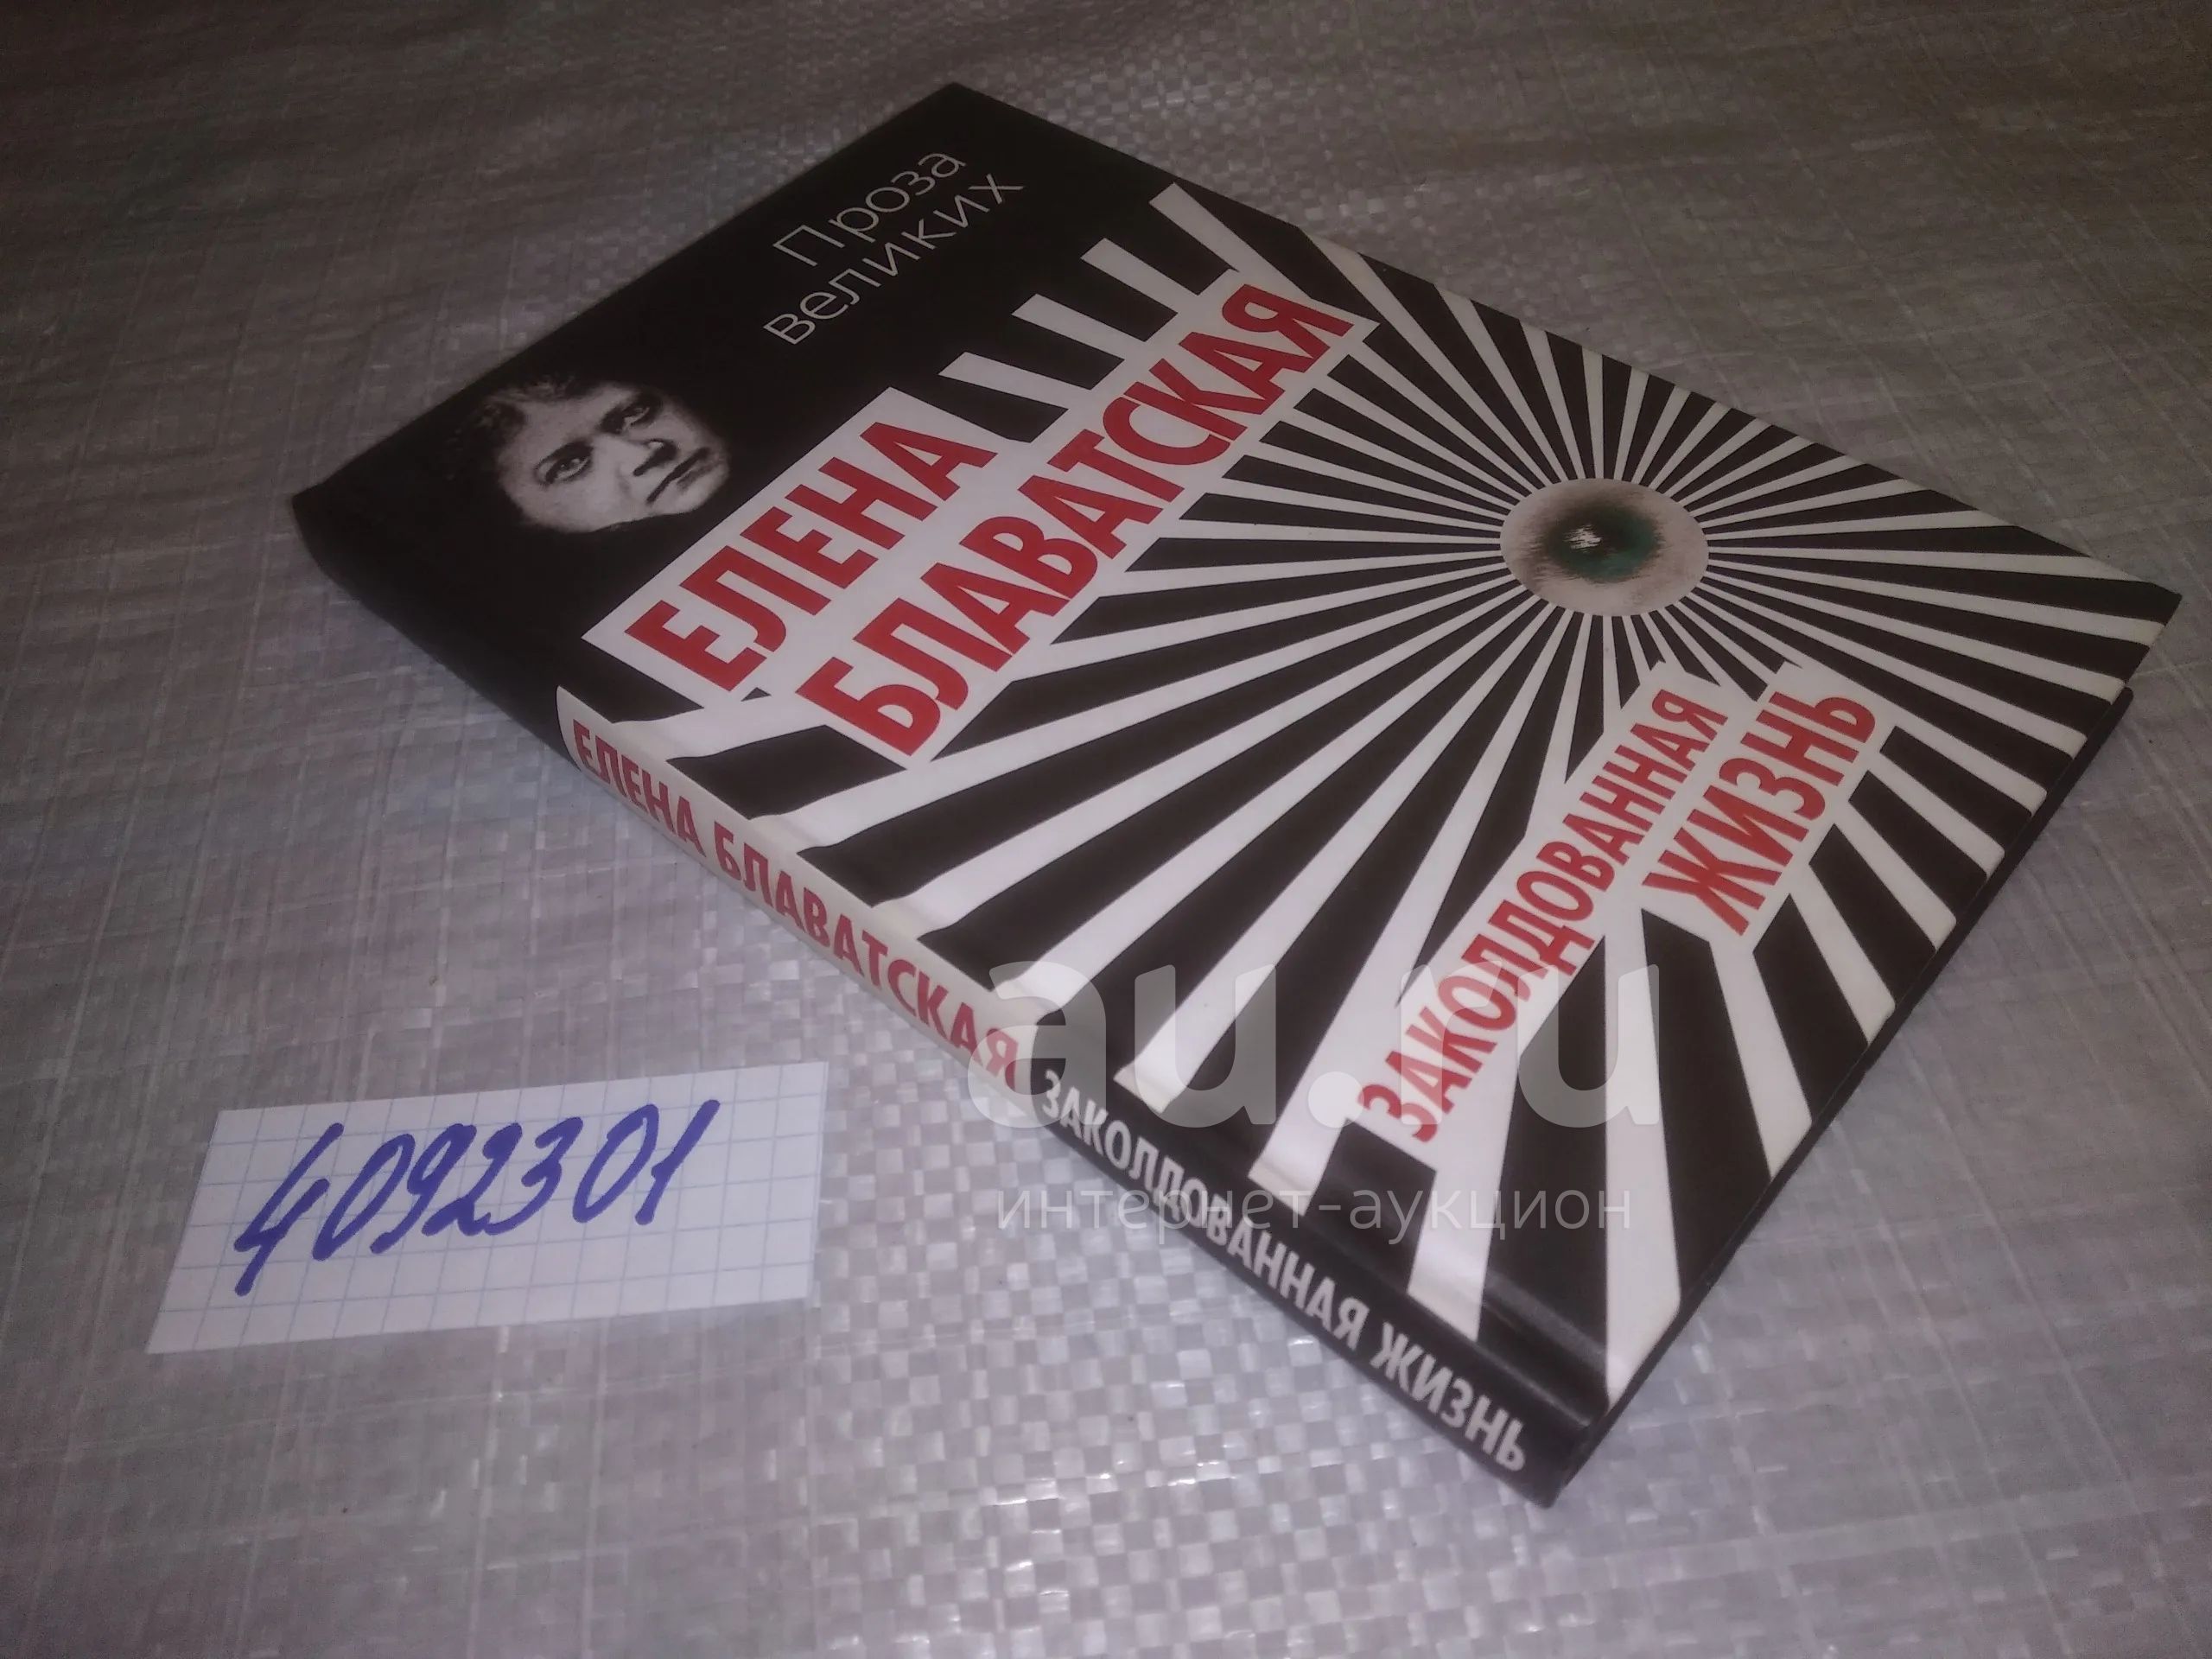 Проза
великих
ЕЛЕНА
БЛАВАТСКАЯ
ЗАКОЛДОВАННАЯ
ЖИЗНЬ
ЕЛЕНА БЛАВАТСКАЯ ЗАКОЛДОВАННАЯ ЖИЗНЬ
4092301
au.ru
интернет-аукцион